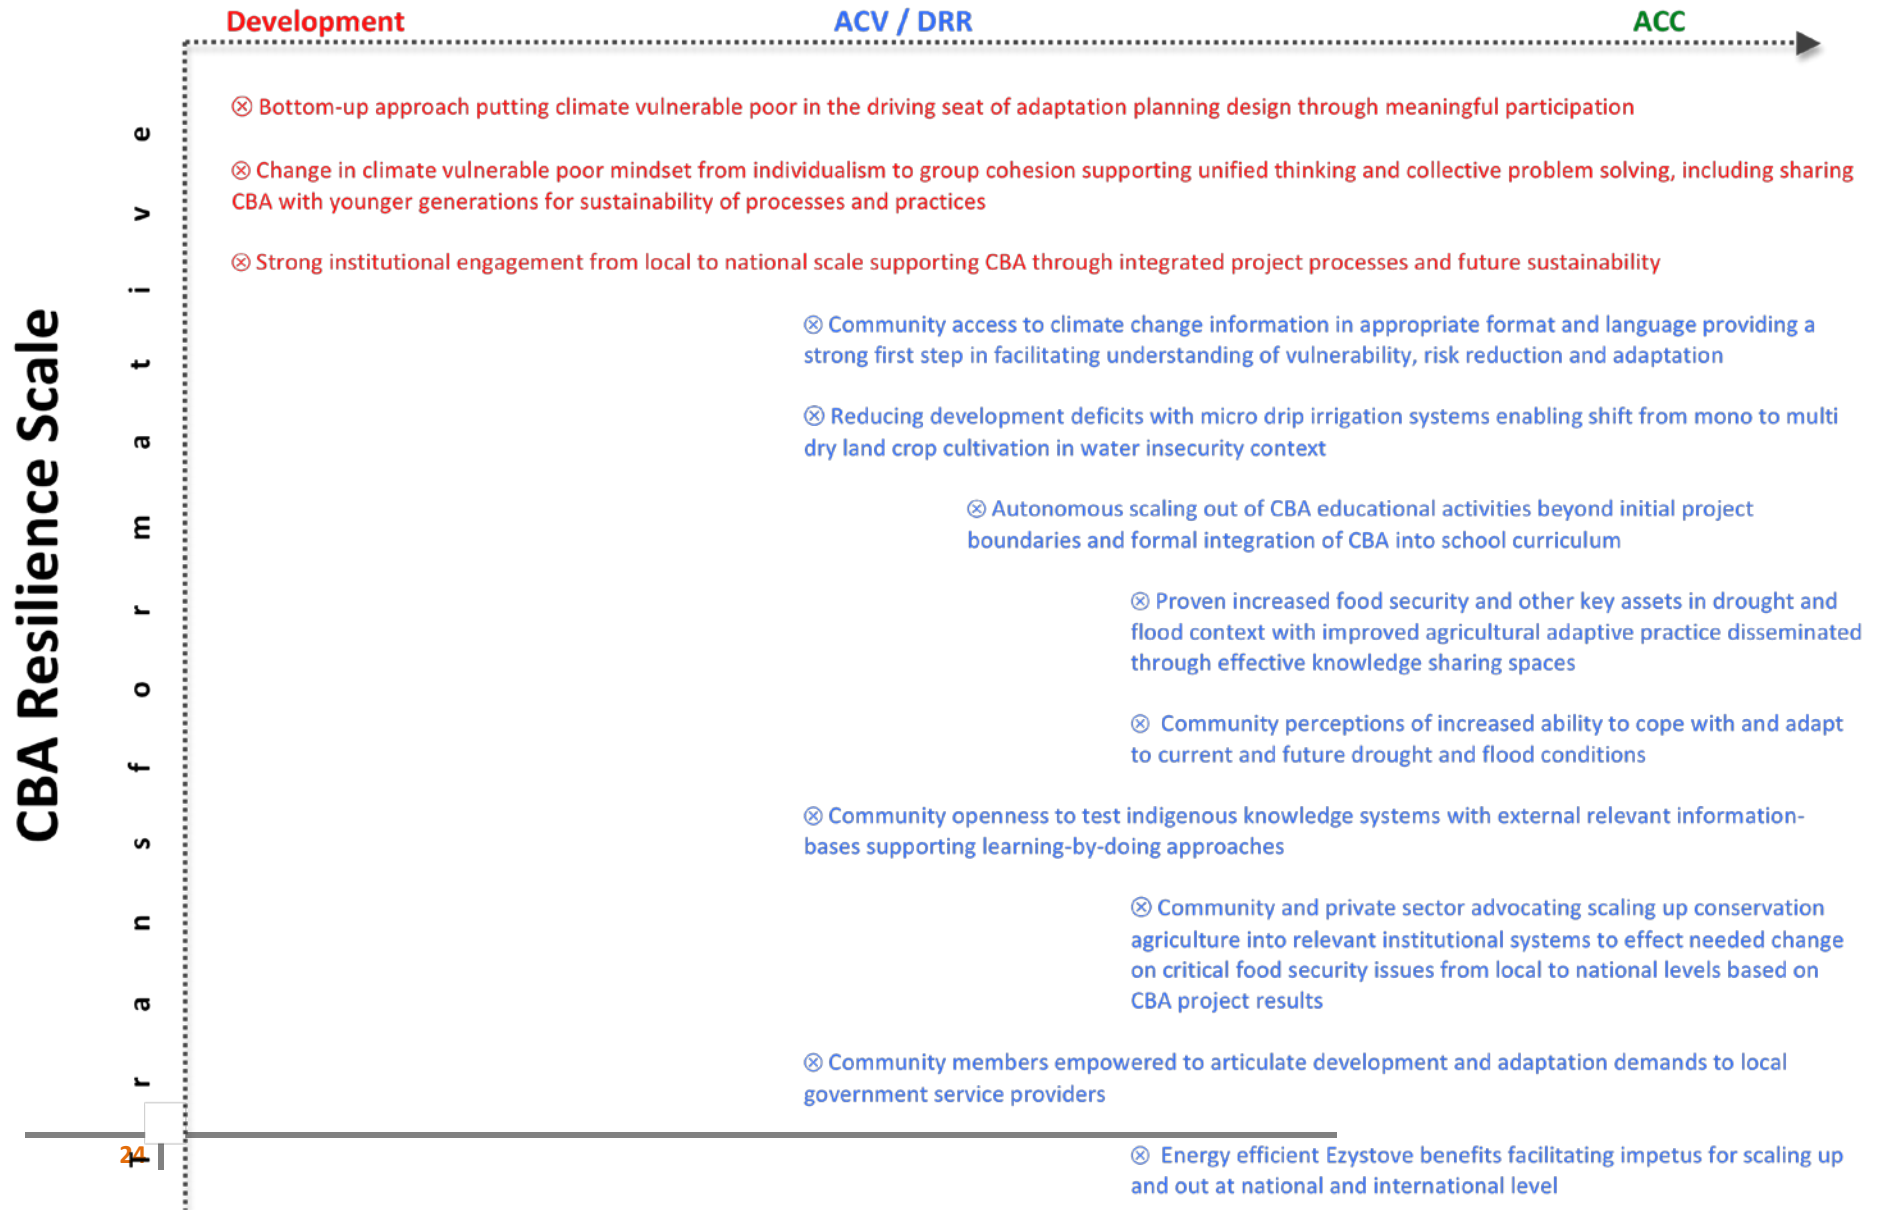 Development ACV / DRR ACC
CBA Resilience Scale
Transformative
⊗ Bottom-up approach putting climate vulnerable poor in the driving seat of adaptation planning design through meaningful participation
⊗ Change in climate vulnerable poor mindset from individualism to group cohesion supporting unified thinking and collective problem solving, including sharing
CBA with younger generations for sustainability of processes and practices
⊗ Strong institutional engagement from local to national scale supporting CBA through integrated project processes and future sustainability
⊗ Community access to climate change information in appropriate format and language providing a
strong first step in facilitating understanding of vulnerability, risk reduction and adaptation
⊗ Reducing development deficits with micro drip irrigation systems enabling shift from mono to multi
dry land crop cultivation in water insecurity context
⊗ Autonomous scaling out of CBA educational activities beyond initial project
boundaries and formal integration of CBA into school curriculum
⊗ Proven increased food security and other key assets in drought and
flood context with improved agricultural adaptive practice disseminated
through effective knowledge sharing spaces
⊗ Community perceptions of increased ability to cope with and adapt
to current and future drought and flood conditions
⊗ Community openness to test indigenous knowledge systems with external relevant information-
bases supporting learning-by-doing approaches
⊗ Community and private sector advocating scaling up conservation
agriculture into relevant institutional systems to effect needed change
on critical food security issues from local to national levels based on
CBA project results
⊗ Community members empowered to articulate development and adaptation demands to local
government service providers
24
⊗ Energy efficient Ezystove benefits facilitating impetus for scaling up
and out at national and international level